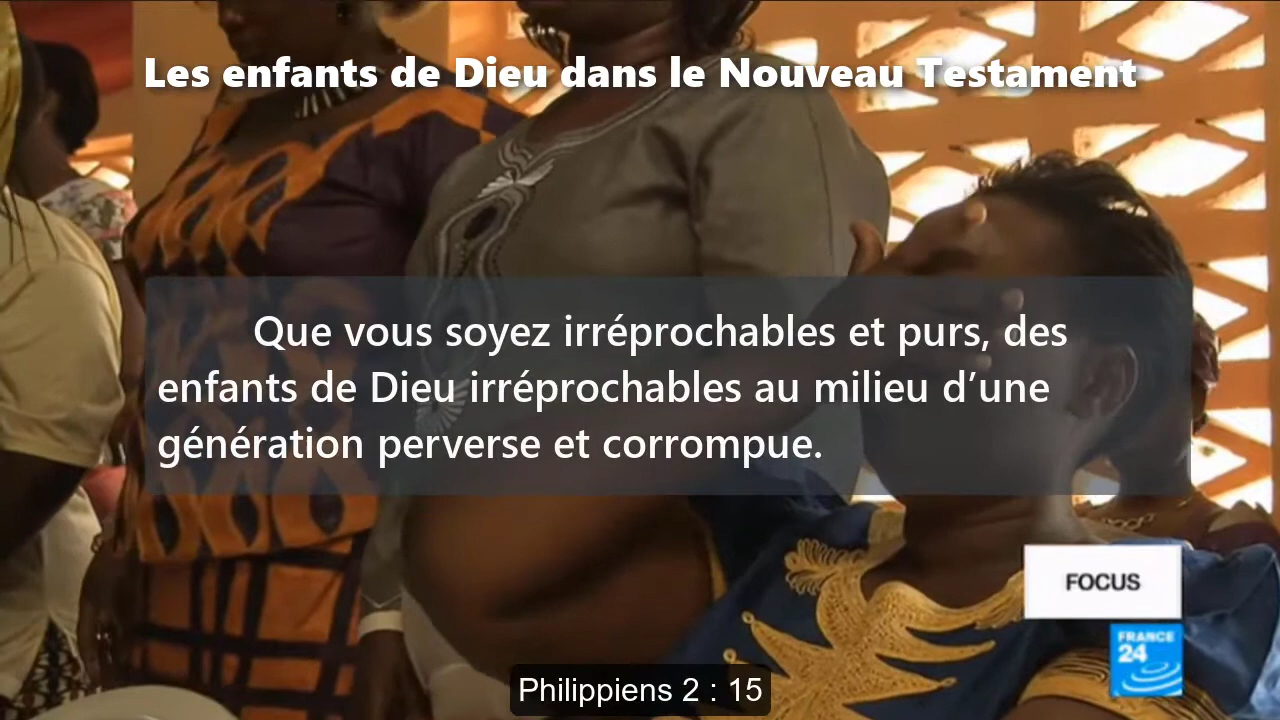 Les enfants de Dieu dans le Nouveau Testament
Que vous soyez irréprochables et purs, des
enfants de Dieu irréprochables au milieu d’une
génération perverse et corrompue.
FOCUS
FRANCE
24
Philippiens 2 : 15